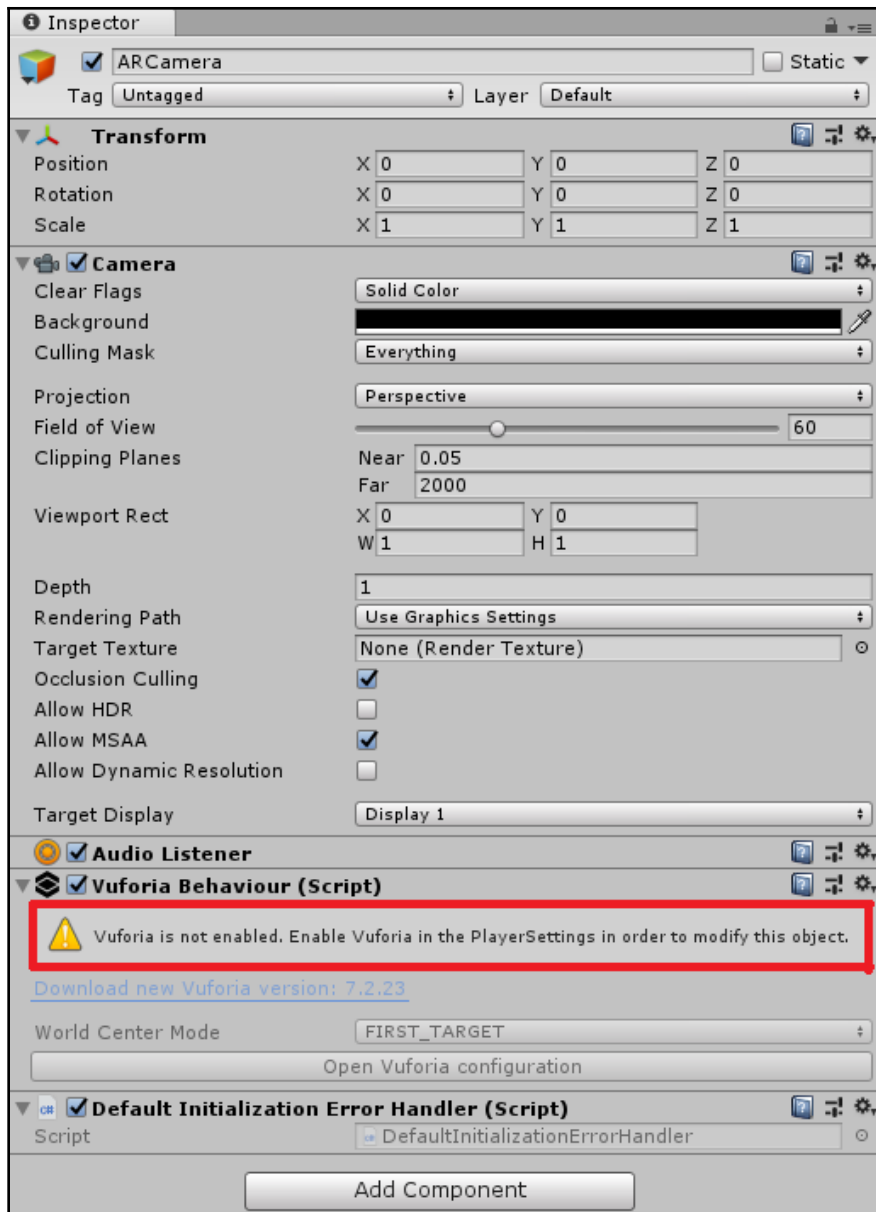 Inspector
ARCamera Static
Tag Untagged Layer Default
Transform
Position X 0 Y 0 Z 0
Rotation X 0 Y 0 Z 0
Scale X 1 Y 1 Z 1
Camera
Clear Flags Solid Color
Background
Culling Mask Everything
Projection Perspective
Field of View 60
Clipping Planes Near 0.05
Far 2000
Viewport Rect X 0 Y 0
W 1 H 1
Depth 1
Rendering Path Use Graphics Settings
Target Texture None (Render Texture)
Occlusion Culling
Allow HDR
Allow MSAA
Allow Dynamic Resolution
Target Display Display 1
Audio Listener
Vuforia Behaviour (Script)
Vuforia is not enabled. Enable Vuforia in the PlayerSettings in order to modify this object.
Download new Vuforia version: 7.2.23
World Center Mode FIRST_TARGET
Open Vuforia configuration
C# Default Initialization Error Handler (Script)
Script DefaultInitializationErrorHandler
Add Component